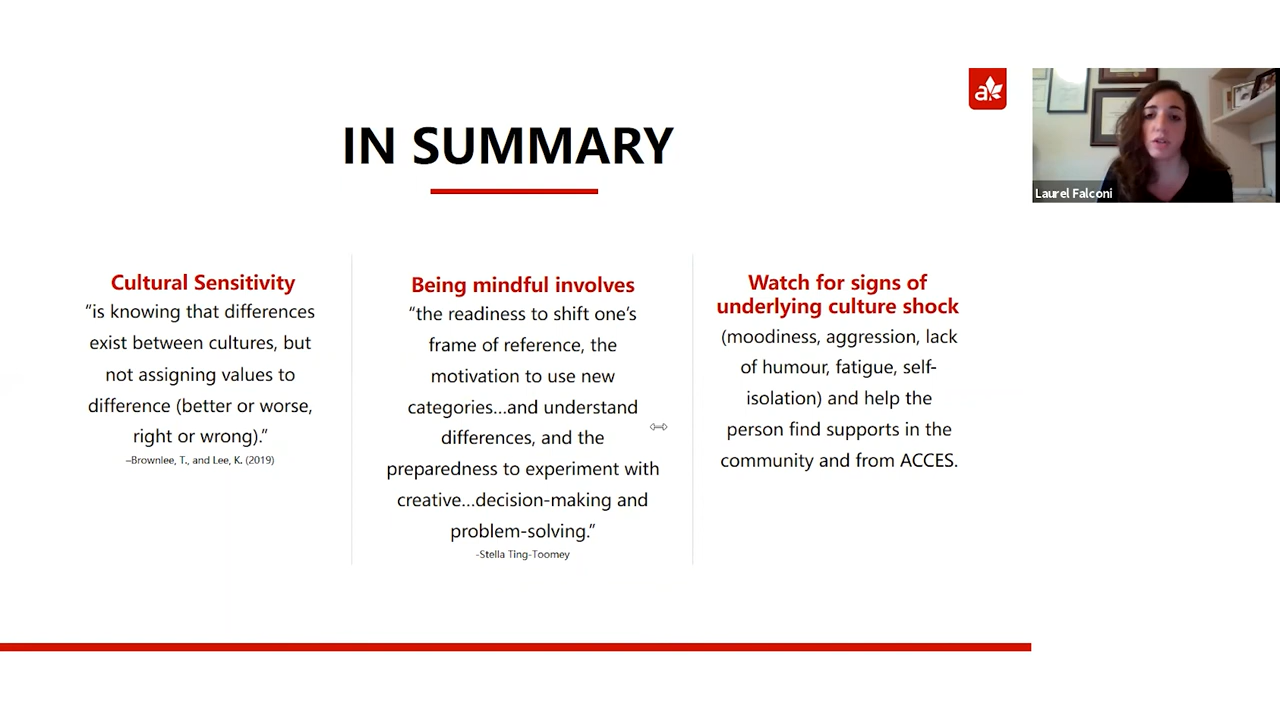 a
IN SUMMARY
Laurel Falconi
Cultural Sensitivity
“is knowing that differences
exist between cultures, but
not assigning values to
difference (better or worse,
right or wrong).”
–Brownlee, T., and Lee, K. (2019)
Being mindful involves
“the readiness to shift one’s
frame of reference, the
motivation to use new
categories...and understand
differences, and the
preparedness to experiment with
creative...decision-making and
problem-solving.”
-Stella Ting-Toomey
Watch for signs of
underlying culture shock
(moodiness, aggression, lack
of humour, fatigue, self-
isolation) and help the
person find supports in the
community and from ACCES.